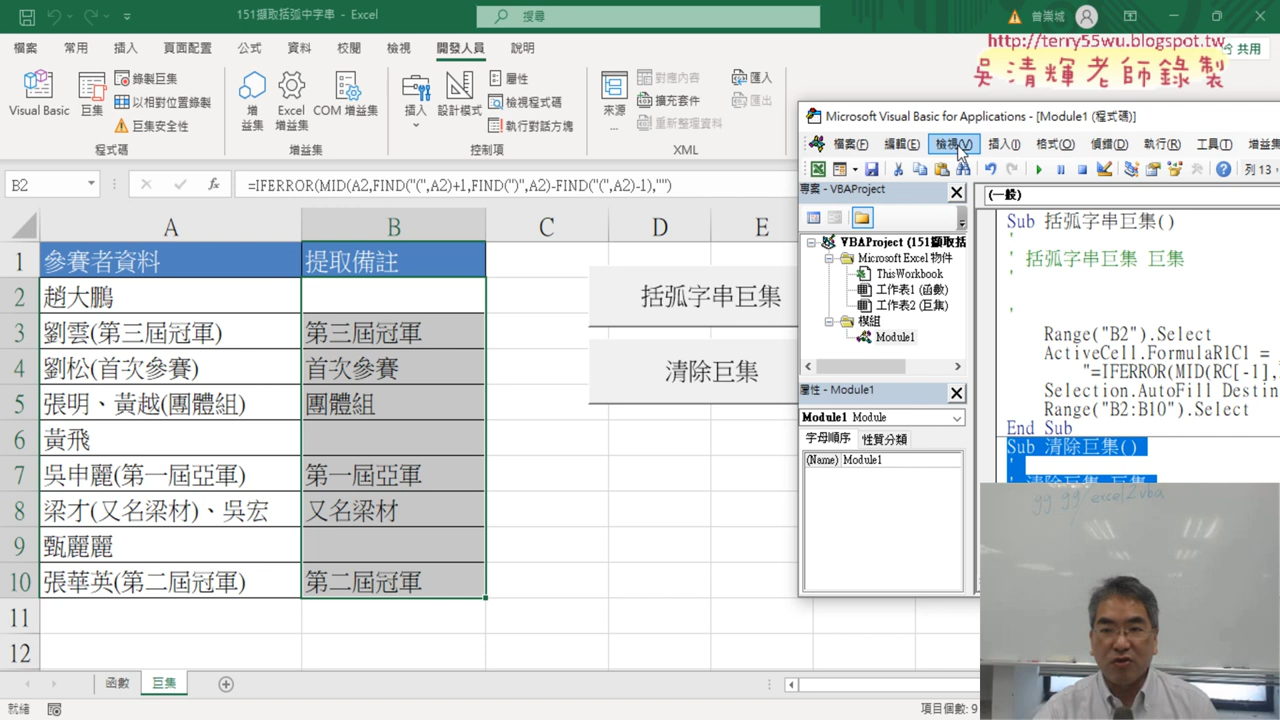 151擷取括弧中字串 - Excel
搜尋
曾崇城
檔案 常用 插入 頁面配置 公式 資料 校閱 檢視 開發人員 說明
共用
http://terry55wu.blogspot.tw
吳清輝老師錄製
Visual Basic
巨集
錄製巨集
以相對位置錄製
巨集安全性
程式碼
增益集
Excel 增益集
COM 增益集
增益集
插入
設計模式
屬性
檢視程式碼
執行對話方塊
控制項
來源
...
對應內容
擴充套件
重新整理資料
匯入
匯出
XML
B2
fx
=IFERROR(MID(A2,FIND("(",A2)+1,FIND(")",A2)-FIND("(",A2)-1),"")
A B C D E
1 參賽者資料 提取備註
2 趙大鵬
3 劉雲(第三屆冠軍) 第三屆冠軍
4 劉松(首次參賽) 首次參賽
5 張明、黃越(團體組) 團體組
6 黃飛
7 吳申麗(第一屆亞軍) 第一屆亞軍
8 梁才(又名梁材)、吳宏 又名梁材
9 甄麗麗
10 張華英(第二屆冠軍) 第二屆冠軍
11
12
括弧字串巨集
清除巨集
函數 巨集
就緒
項目個數: 9
Microsoft Visual Basic for Applications - [Module1 (程式碼)]
檔案(F) 編輯(E) 檢視(V) 插入(I) 格式(O) 偵錯(D) 執行(R) 工具(T) 增益集
列 13
專案 - VBAProject
VBAProject (151擷取括
Microsoft Excel 物件
ThisWorkbook
工作表1 (函數)
工作表2 (巨集)
模組
Module1
屬性 - Module1
Module1 Module
字母順序 性質分類
(Name) Module1
(一般)
Sub 括弧字串巨集()
'
' 括弧字串巨集 巨集
'
'
Range("B2").Select
ActiveCell.FormulaR1C1 =
"=IFERROR(MID(RC[-1],
Selection.AutoFill Destin
Range("B2:B10").Select
End Sub
Sub 清除巨集()
'
' 清除巨集 巨集
gg.gg/excel2vba